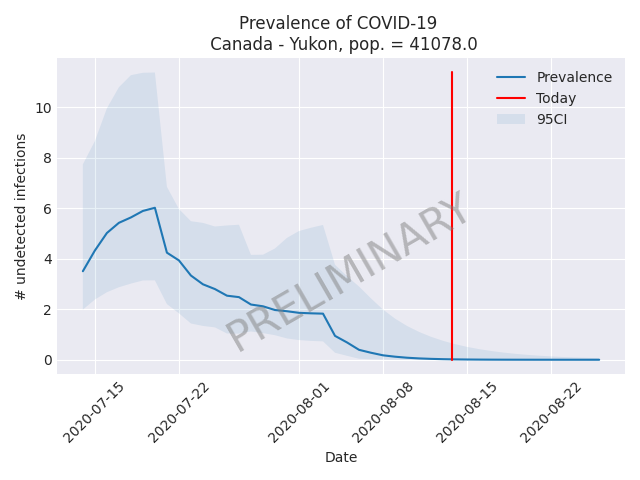 Prevalence of COVID-19
Canada - Yukon, pop. = 41078.0
Prevalence
Today
95CI
# undetected infections
10
8
6
4
2
0
PRELIMINARY
2020-07-15
2020-07-22
2020-08-01
2020-08-08
2020-08-15
2020-08-22
Date